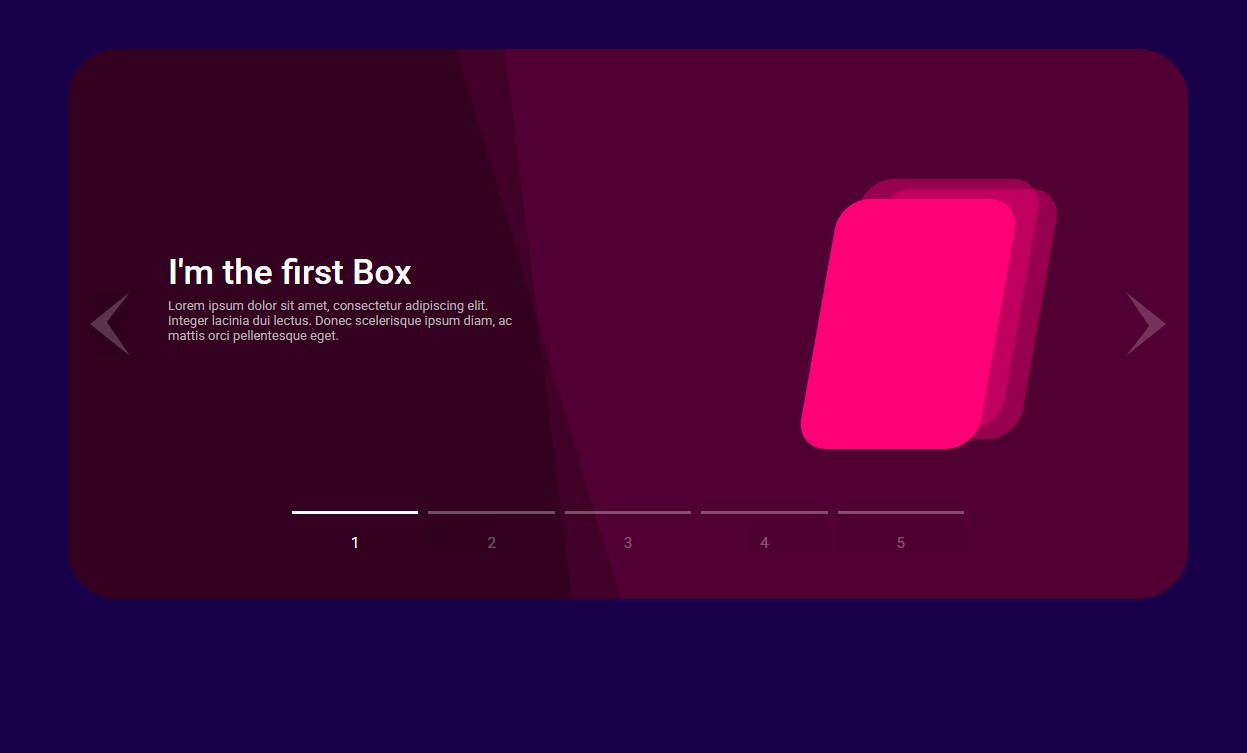 I'm the first Box
Lorem ipsum dolor sit amet, consectetur adipiscing elit.
Integer lacinia dui lectus. Donec scelerisque ipsum diam, ac
mattis orci pellentesque eget.
1 2 3 4 5